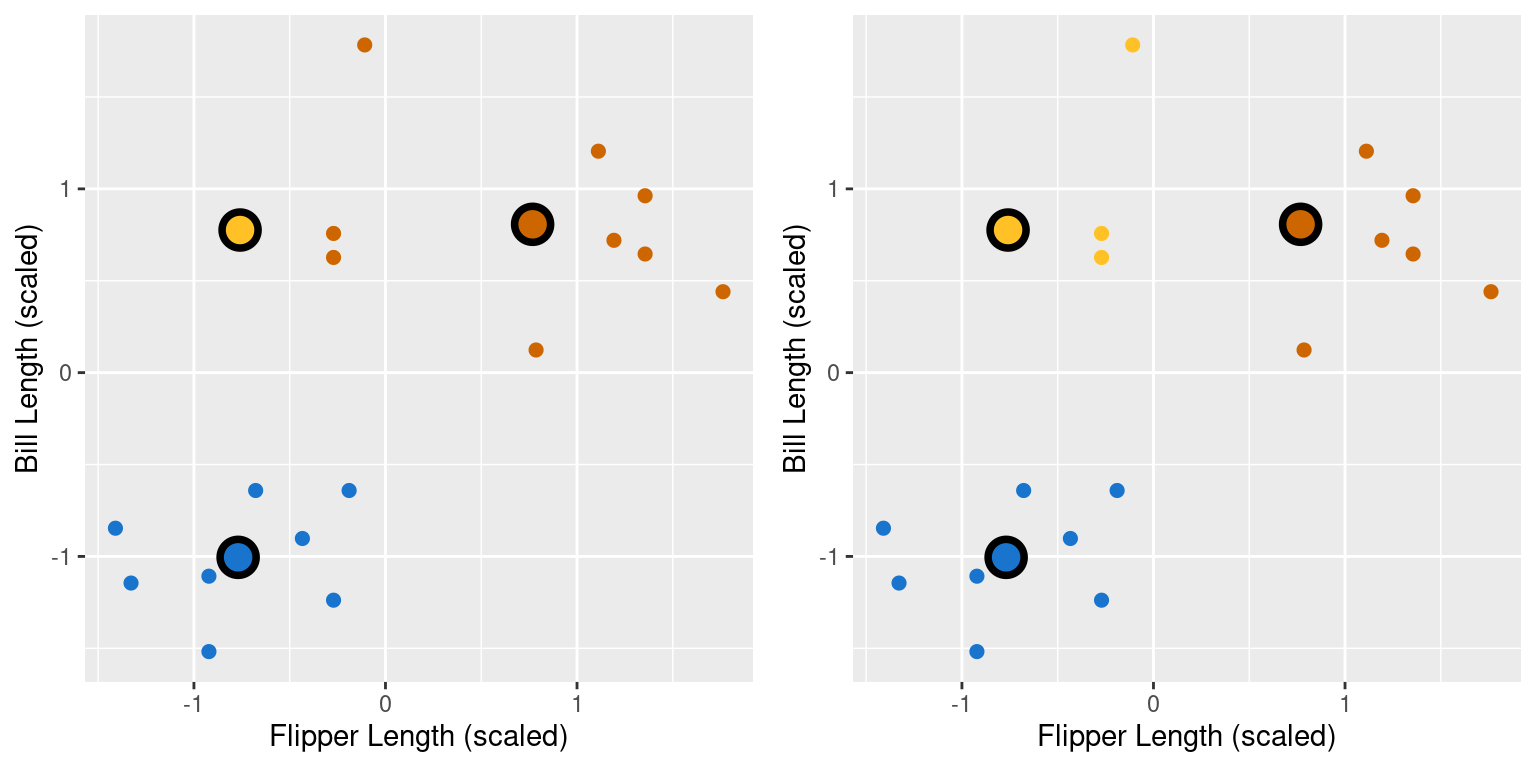 Bill Length (scaled)
1
0
-1
-1 0 1
Flipper Length (scaled)
Bill Length (scaled)
1
0
-1
-1 0 1
Flipper Length (scaled)